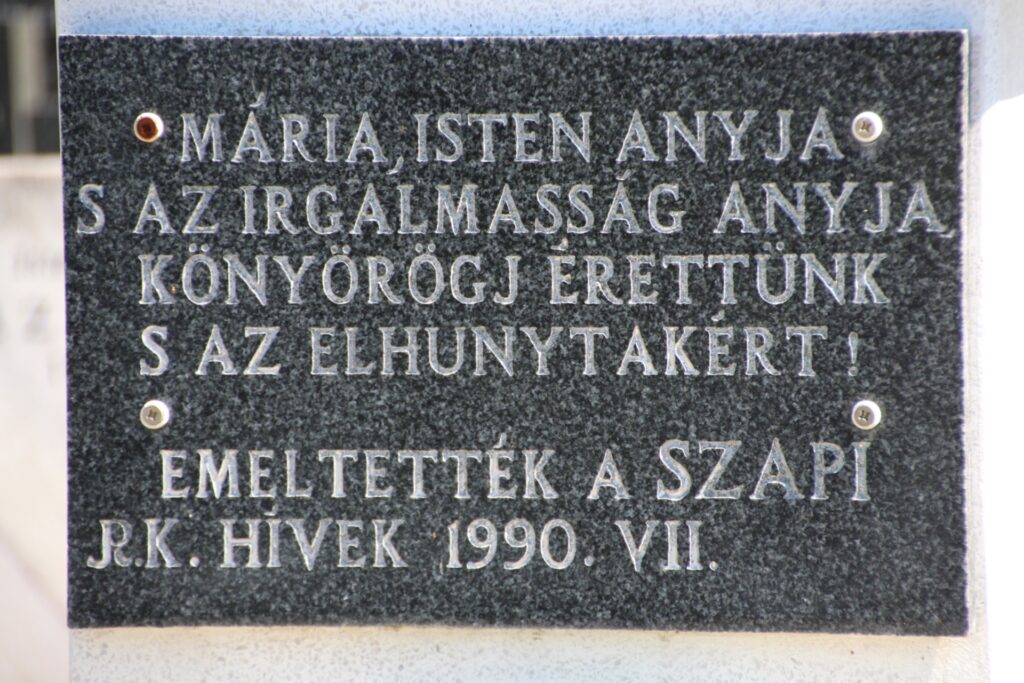 MÁRIA, ISTEN ANYJA
S AZ IRGALMASSÁG ANYJA,
KÖNYÖRÖGJ ÉRETTÜNK
S AZ ELHUNYTAKÉRT!
EMELTETTÉK A SZAPI
R.K. HÍVEK 1990. VII.